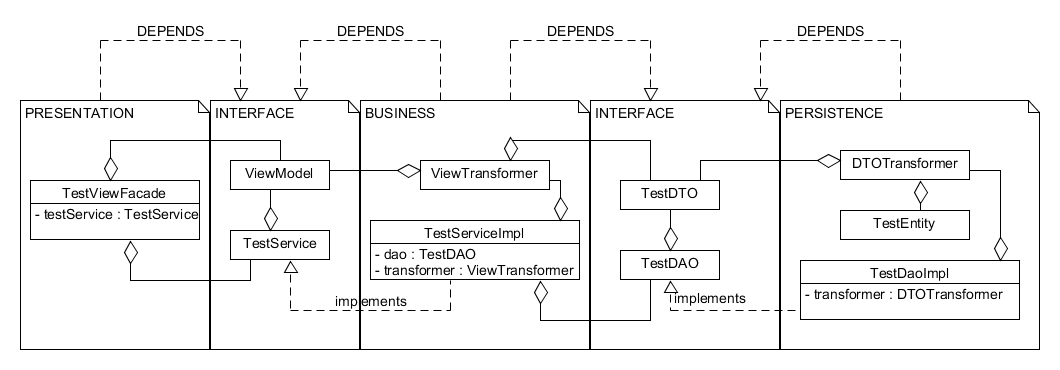 DEPENDS
DEPENDS
DEPENDS
DEPENDS
PRESENTATION
INTERFACE
BUSINESS
INTERFACE
PERSISTENCE
TestViewFacade
- testService : TestService
ViewModel
TestService
ViewTransformer
TestServiceImpl
- dao : TestDAO
- transformer : ViewTransformer
implements
TestDTO
TestDAO
implements
DTOTransformer
TestEntity
TestDaoImpl
- transformer : DTOTransformer